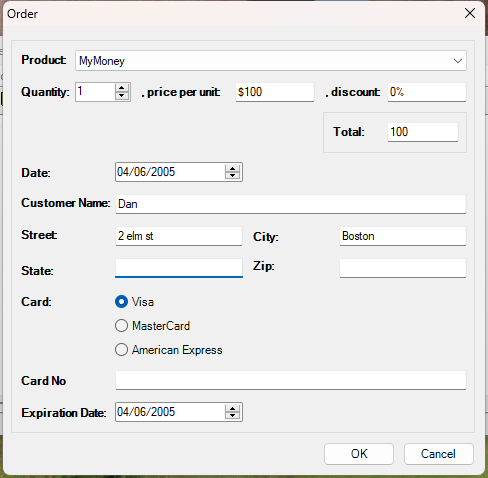 Order
Product: MyMoney
Quantity: 1 , price per unit: $100 , discount: 0%
Total: 100
Date: 04/06/2005
Customer Name: Dan
Street: 2 elm st City: Boston
State: Zip:
Card: Visa
MasterCard
American Express
Card No
Expiration Date: 04/06/2005
OK Cancel